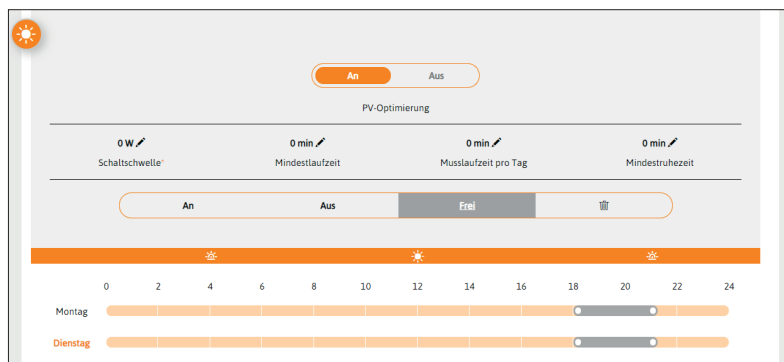 An Aus
PV-Optimierung
0 W 0 min 0 min 0 min
Schaltschwelle* Mindestlaufzeit Musslaufzeit pro Tag Mindestruhezeit
An Aus Frei
0 2 4 6 8 10 12 14 16 18 20 22 24
Montag
Dienstag